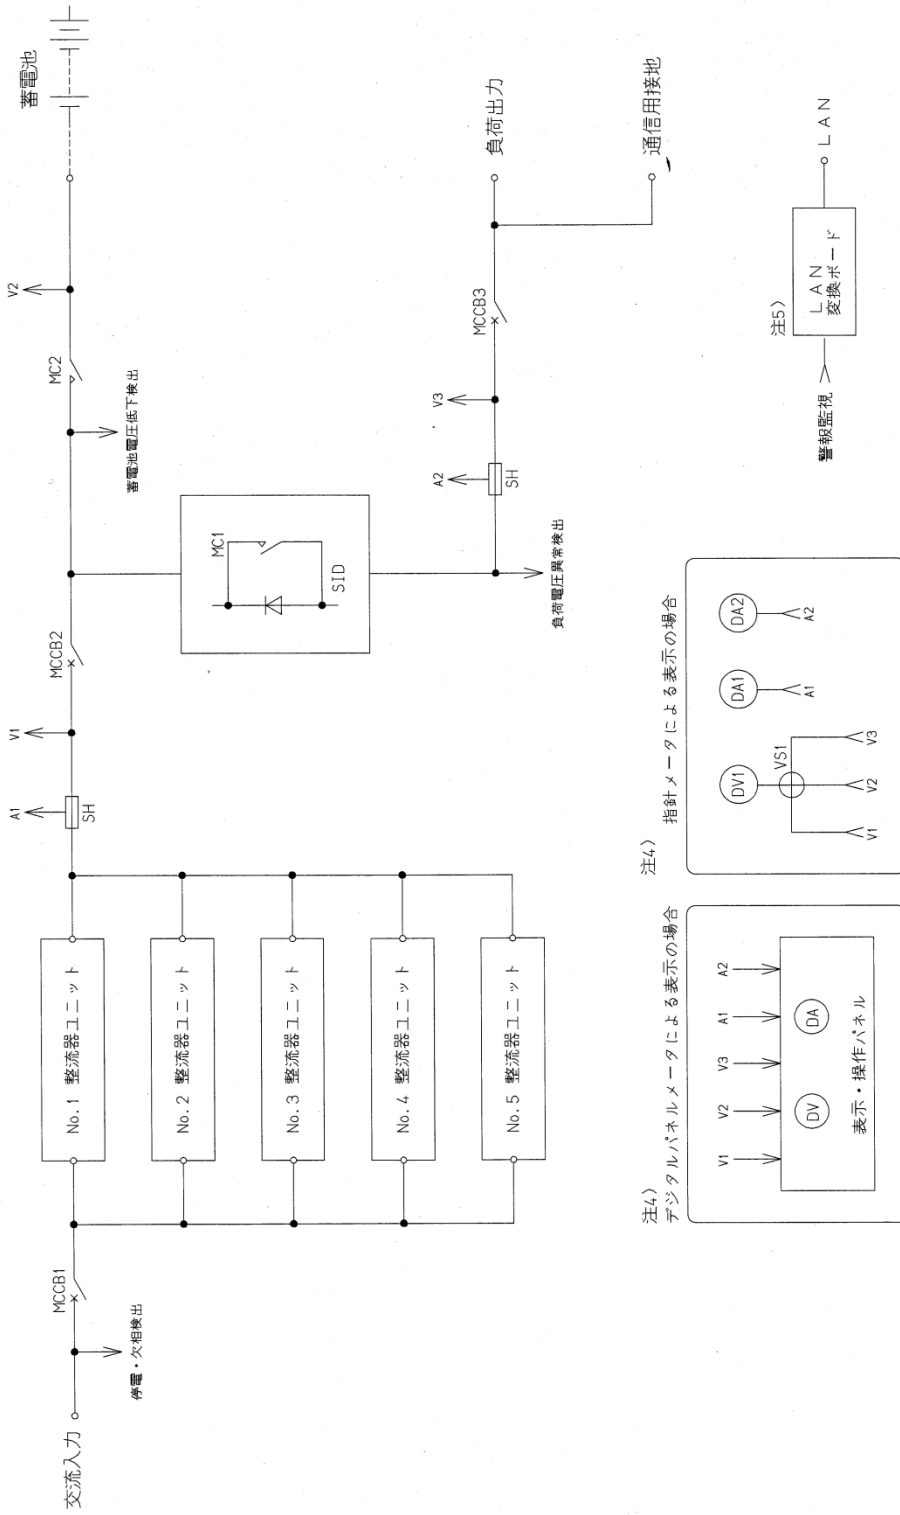 蓄電池
V2
MC2
蓄電池電圧低下検出
MCCB2
V1
A1
SH
MC1
SID
負荷出力
通信用接地
MCCB3
V3
A2
SH
負荷電圧異常検出
No.1 整流器ユニット
No.2 整流器ユニット
No.3 整流器ユニット
No.4 整流器ユニット
No.5 整流器ユニット
MCCB1
停電・欠相検出
交流入力
注5)
LAN
変換ボード
LAN
警報監視
注4)
指針メータによる表示の場合
DV1
DA1
DA2
VS1
V1
V2
V3
A1
A2
注4)
デジタルパネルメータによる表示の場合
V1
V2
V3
A1
A2
DV
DA
表示・操作パネル